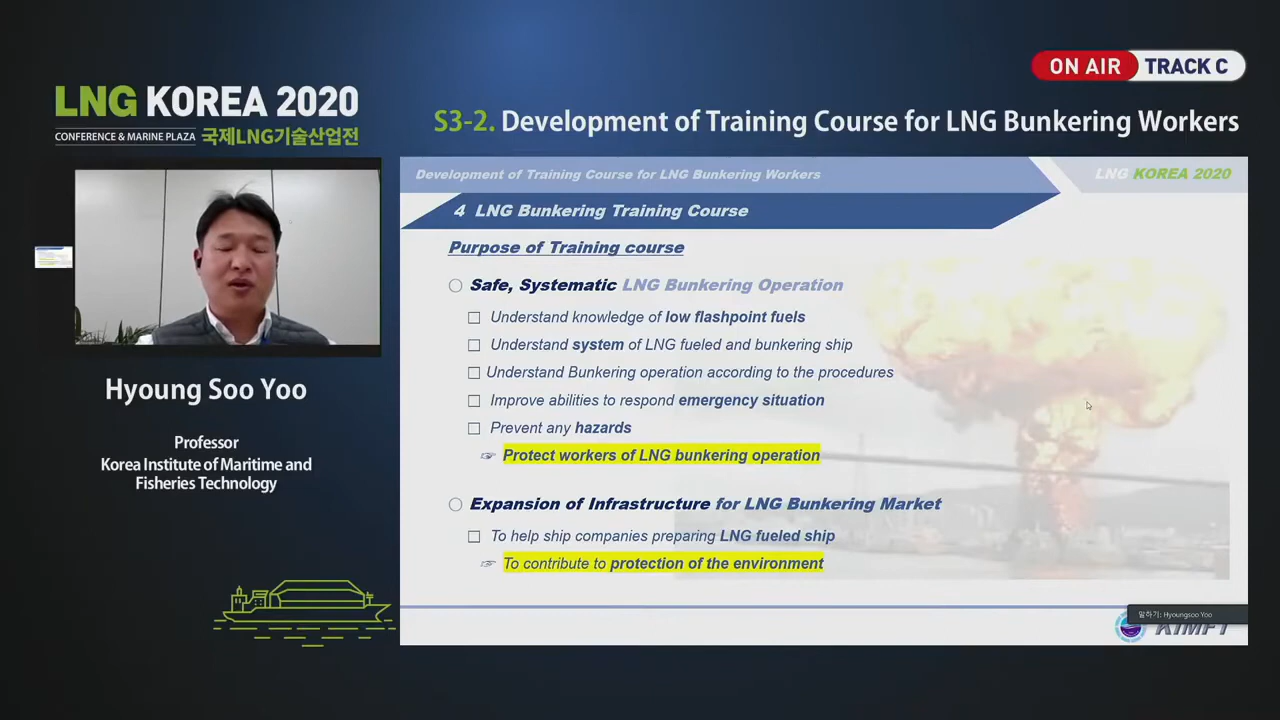 ON AIR TRACK C
LNG KOREA 2020
CONFERENCE & MARINE PLAZA 국제LNG기술산업전
S3-2. Development of Training Course for LNG Bunkering Workers
Development of Training Course for LNG Bunkering Workers
LNG KOREA 2020
4 LNG Bunkering Training Course
Purpose of Training course
Safe, Systematic LNG Bunkering Operation
Understand knowledge of low flashpoint fuels
Understand system of LNG fueled and bunkering ship
Understand Bunkering operation according to the procedures
Improve abilities to respond emergency situation
Prevent any hazards
☞ Protect workers of LNG bunkering operation
Expansion of Infrastructure for LNG Bunkering Market
To help ship companies preparing LNG fueled ship
☞ To contribute to protection of the environment
말하기: Hyoungsoo Yoo
KIMFT
Hyoung Soo Yoo
Professor
Korea Institute of Maritime and
Fisheries Technology